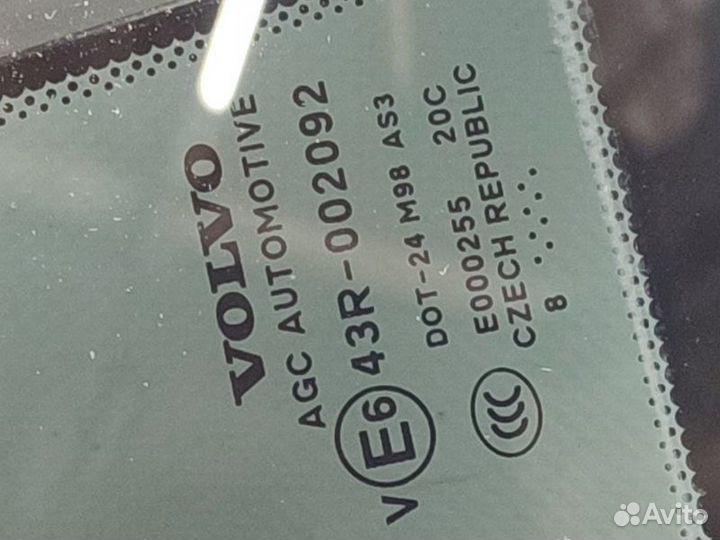 VOLVO
AGC AUTOMOTIVE
43R-002092
V E6
DOT-24 M98 AS3
E000255 20C
CZECH REPUBLIC
8 .......
CCC
Avito